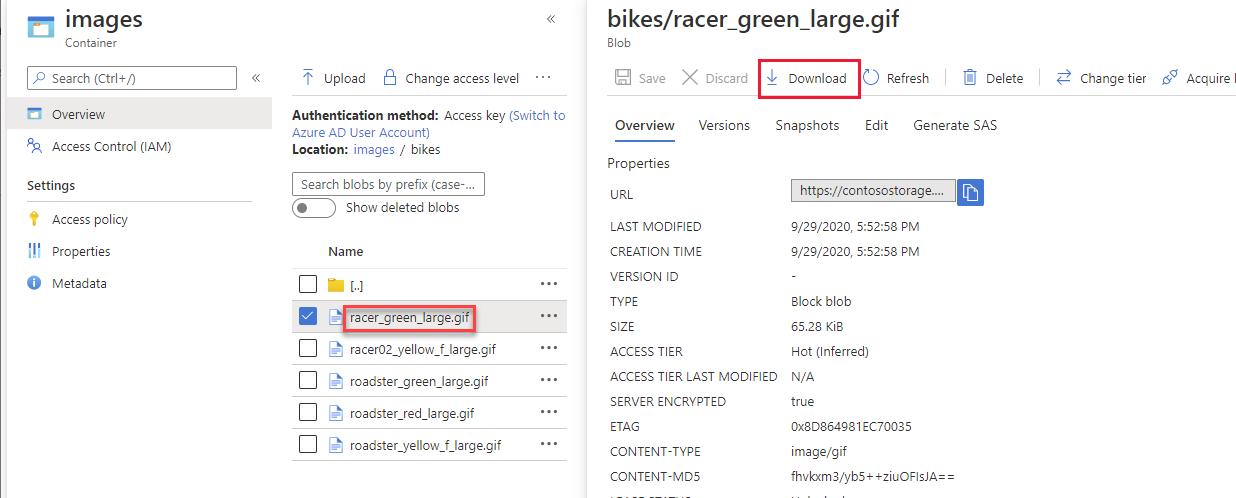 images
Container
Search (Ctrl+/)
Overview
Access Control (IAM)
Settings
Access policy
Properties
Metadata
Upload
Change access level
Authentication method: Access key (Switch to
Azure AD User Account)
Location: images / bikes
Search blobs by prefix (case-...
Show deleted blobs
Name
[..]
racer_green_large.gif
racer02_yellow_f_large.gif
roadster_green_large.gif
roadster_red_large.gif
roadster_yellow_f_large.gif
bikes/racer_green_large.gif
Blob
Save Discard Download Refresh Delete Change tier Acquire
Overview Versions Snapshots Edit Generate SAS
Properties
URL https://contosostorage....
LAST MODIFIED 9/29/2020, 5:52:58 PM
CREATION TIME 9/29/2020, 5:52:58 PM
VERSION ID -
TYPE Block blob
SIZE 65.28 KiB
ACCESS TIER Hot (Inferred)
ACCESS TIER LAST MODIFIED N/A
SERVER ENCRYPTED true
ETAG 0x8D864981EC70035
CONTENT-TYPE image/gif
CONTENT-MD5 fhvkxm3/yb5++ziuOFIsJA==